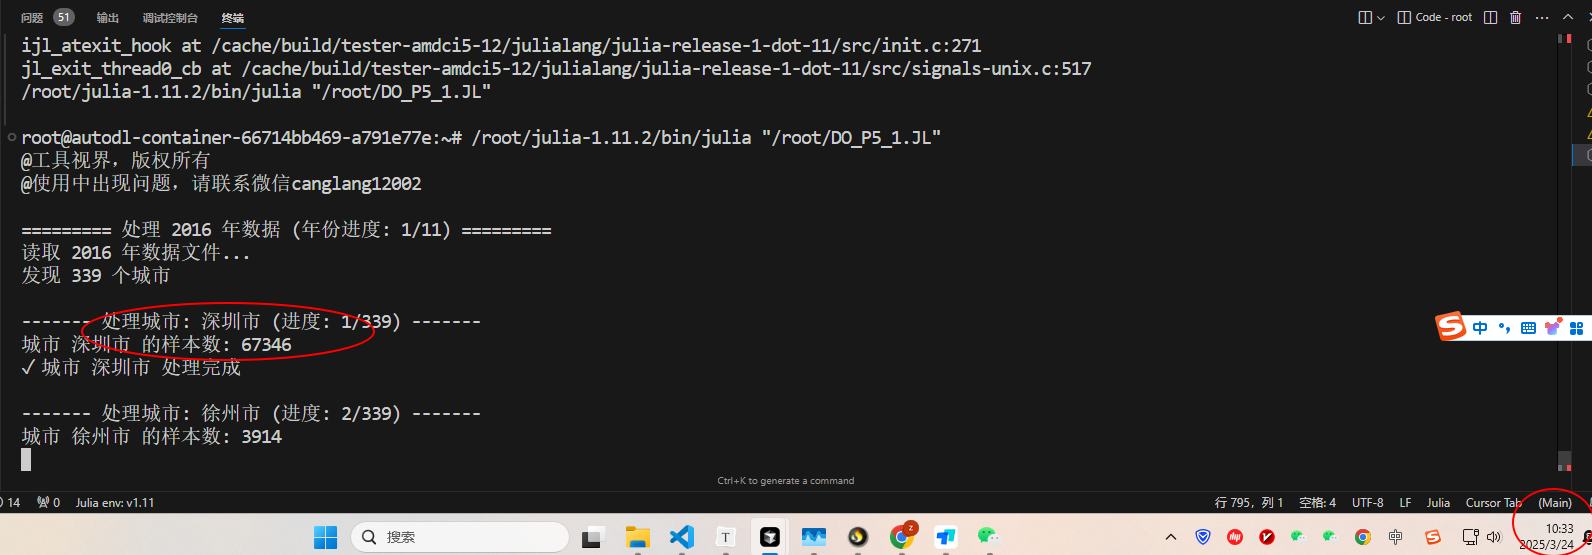 问题 51 输出 调试控制台 终端 Code - root
ijl_atexit_hook at /cache/build/tester-amdci5-12/julialang/julia-release-1-dot-11/src/init.c:271
jl_exit_thread0_cb at /cache/build/tester-amdci5-12/julialang/julia-release-1-dot-11/src/signals-unix.c:517
/root/julia-1.11.2/bin/julia "/root/DO_P5_1.JL"
root@autodl-container-66714bb469-a791e77e:~# /root/julia-1.11.2/bin/julia "/root/DO_P5_1.JL"
@工具视界，版权所有
@使用中出现问题，请联系微信canglang12002
========= 处理 2016 年数据 (年份进度: 1/11) =========
读取 2016 年数据文件...
发现 339 个城市
------- 处理城市: 深圳市 (进度: 1/339) -------
城市 深圳市 的样本数: 67346
✓ 城市 深圳市 处理完成
------- 处理城市: 徐州市 (进度: 2/339) -------
城市 徐州市 的样本数: 3914
中
Ctrl+K to generate a command
14 0 Julia env: v1.11 行 795，列 1 空格: 4 UTF-8 LF Julia Cursor Tab (Main)
搜索 中 10:33
2025/3/24